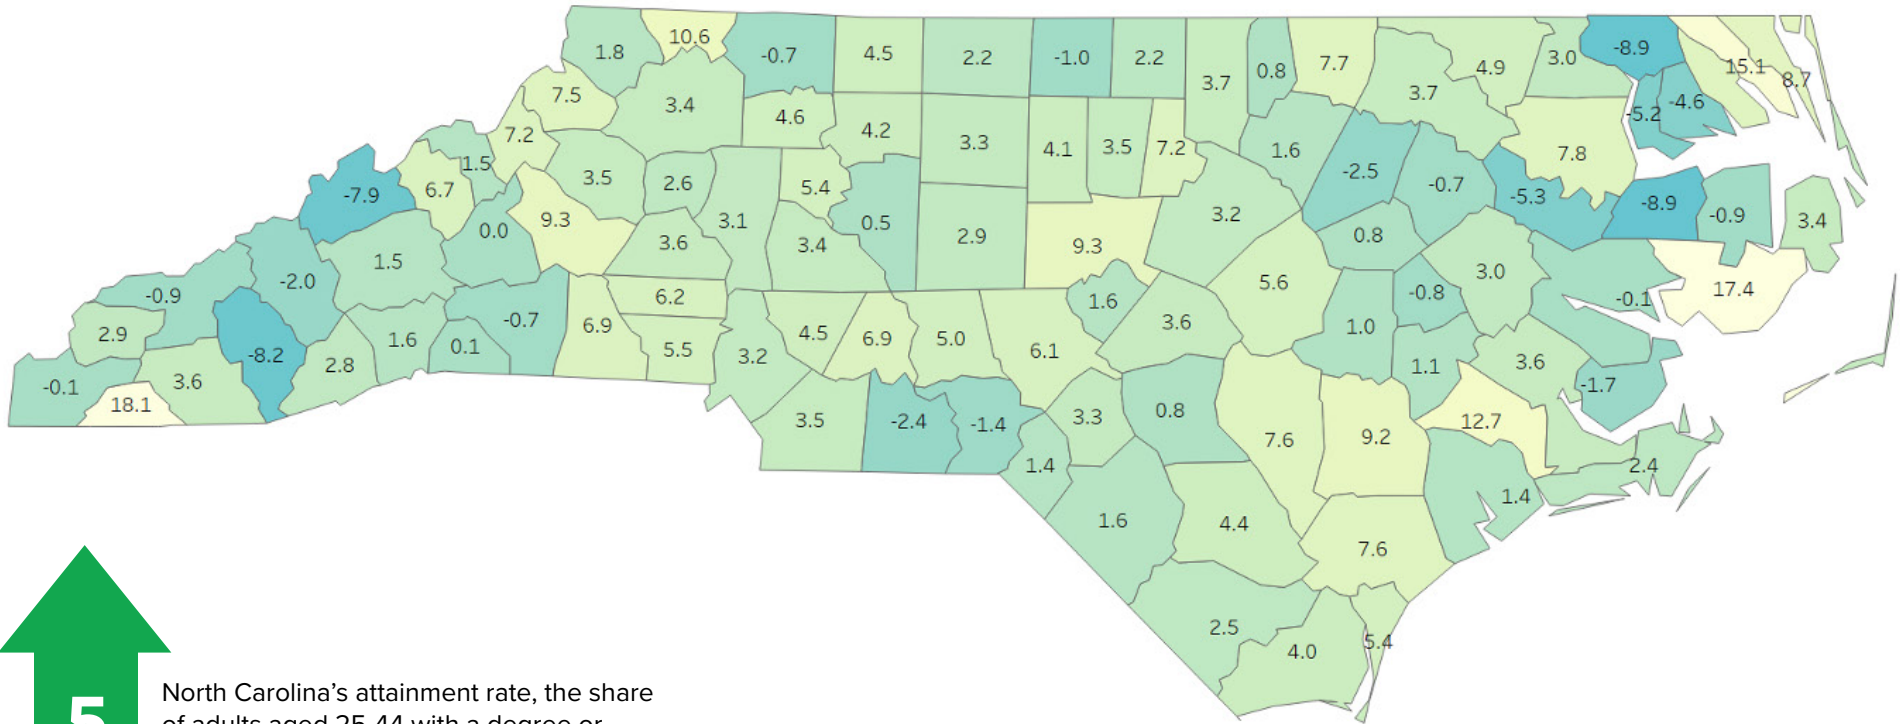 1.8 10.6 -0.7 4.5 2.2 -1.0 2.2 3.7 0.8 7.7 3.7 4.9 3.0 -8.9 15.1 8.7
7.5 3.4 4.6 4.2 3.3 4.1 3.5 7.2 1.6 -2.5 -0.7 7.8 -5.2 -4.6
7.2 1.5 3.5 2.6 3.1 5.4 0.5 -5.3 -8.9 -0.9 3.4
-7.9 6.7 0.0 9.3 3.6 3.4 2.9 9.3 3.2 0.8
-0.9 -2.0 1.5 6.2 1.6 5.6 -0.8 3.0 -0.1 17.4
2.9 -8.2 2.8 1.6 0.1 -0.7 6.9 5.5 3.2 4.5 6.9 5.0 6.1 3.6 1.0 1.1 3.6 -1.7
-0.1 18.1 3.6 3.5 -2.4 -1.4 3.3 0.8 7.6 9.2 12.7
1.4 1.6 4.4 7.6 1.4 2.4
2.5 4.0 5.4
5
North Carolina’s attainment rate, the share
of adults aged 25-44 with a degree or